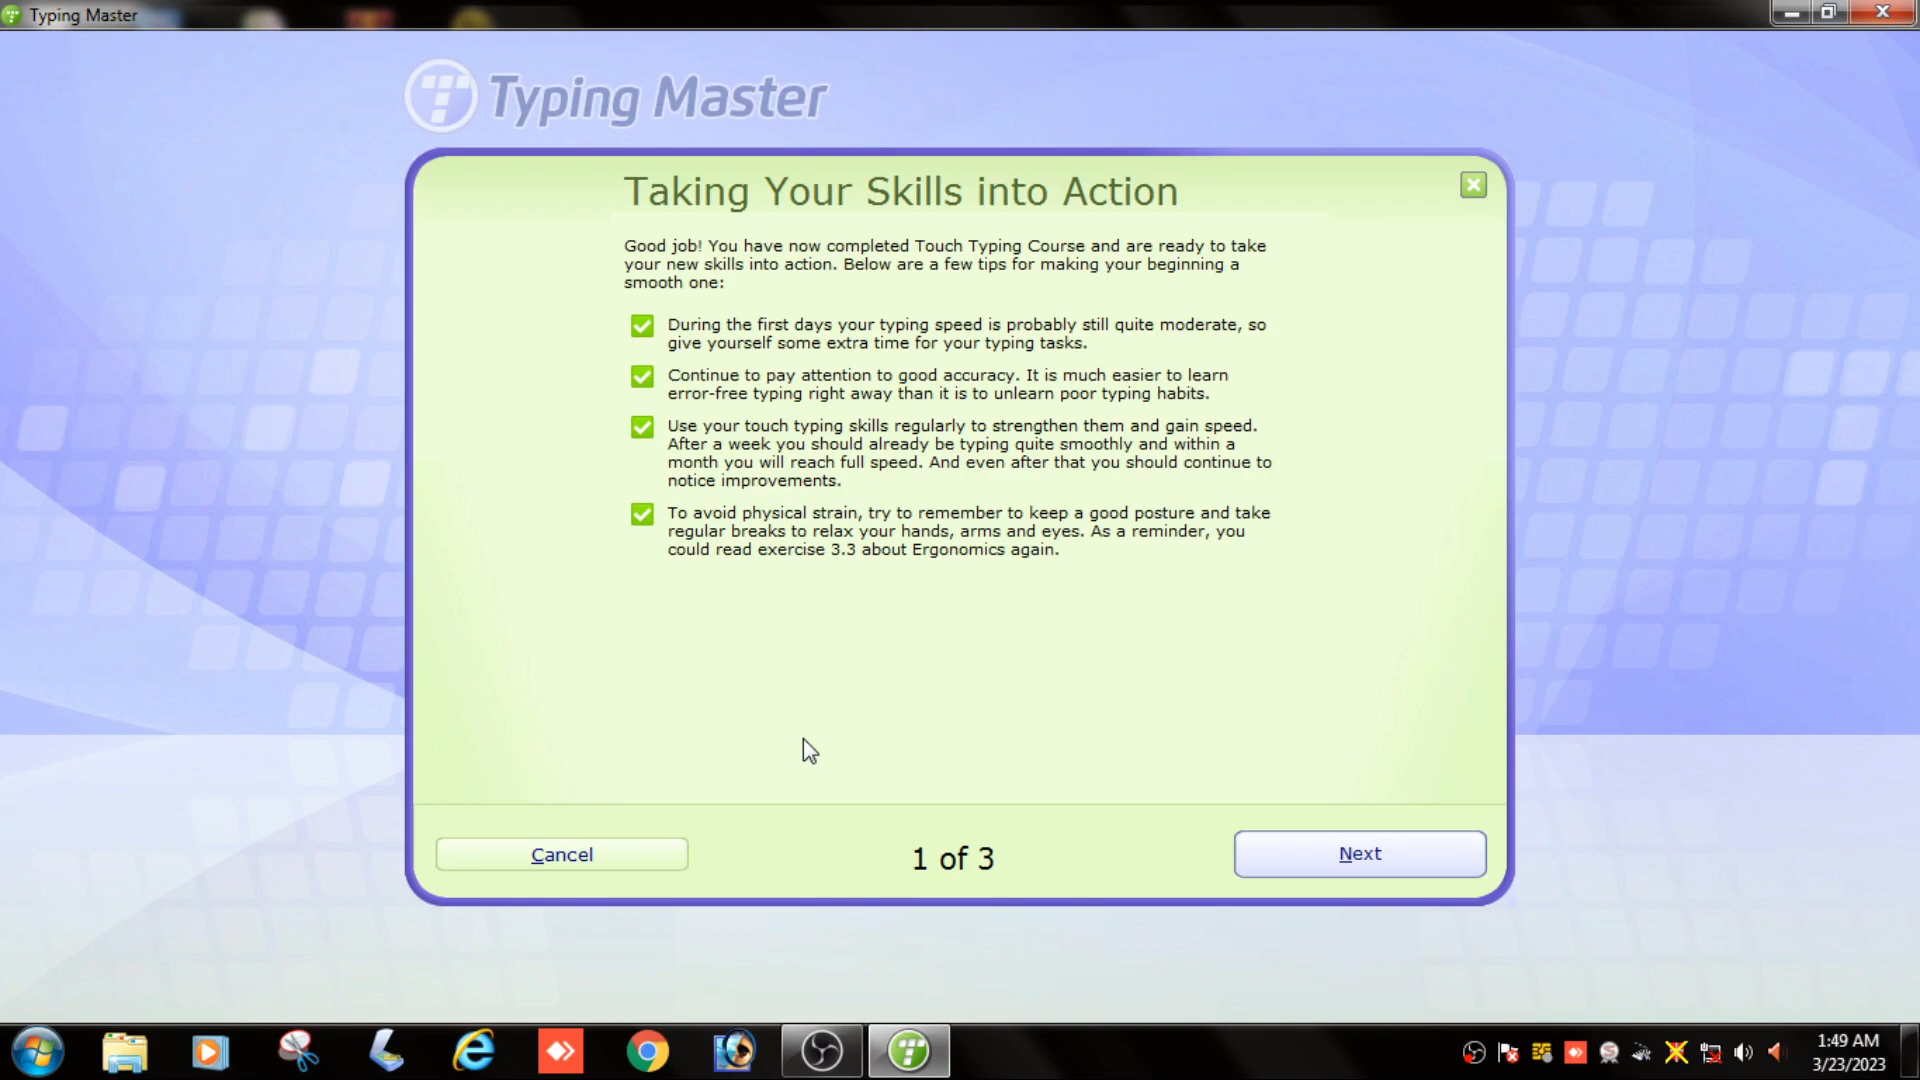 Typing Master
Typing Master
Taking Your Skills into Action
Good job! You have now completed Touch Typing Course and are ready to take
your new skills into action. Below are a few tips for making your beginning a
smooth one:
During the first days your typing speed is probably still quite moderate, so
give yourself some extra time for your typing tasks.
Continue to pay attention to good accuracy. It is much easier to learn
error-free typing right away than it is to unlearn poor typing habits.
Use your touch typing skills regularly to strengthen them and gain speed.
After a week you should already be typing quite smoothly and within a
month you will reach full speed. And even after that you should continue to
notice improvements.
To avoid physical strain, try to remember to keep a good posture and take
regular breaks to relax your hands, arms and eyes. As a reminder, you
could read exercise 3.3 about Ergonomics again.
Cancel
1 of 3
Next
1:49 AM
3/23/2023